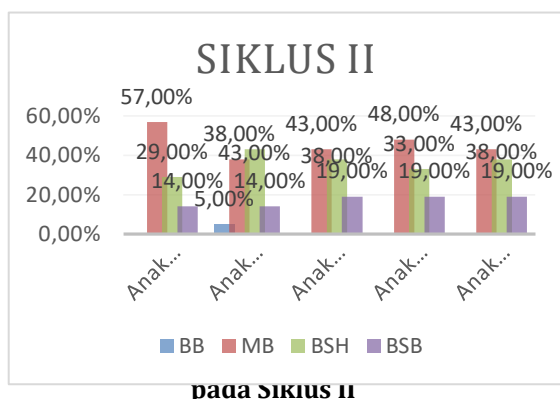 SIKLUS II
57,00%
60,00%
48,00%
43,00%
43,00%
38,00%
40,00%
29,00%
43,00%
38,00%
33,00%
38,00%
20,00%
14,00%
5,00%
14,00%
19,00%
19,00%
19,00%
0,00%
Anak...
Anak...
Anak...
Anak...
Anak...
BB MB BSH BSB
pada Siklus II